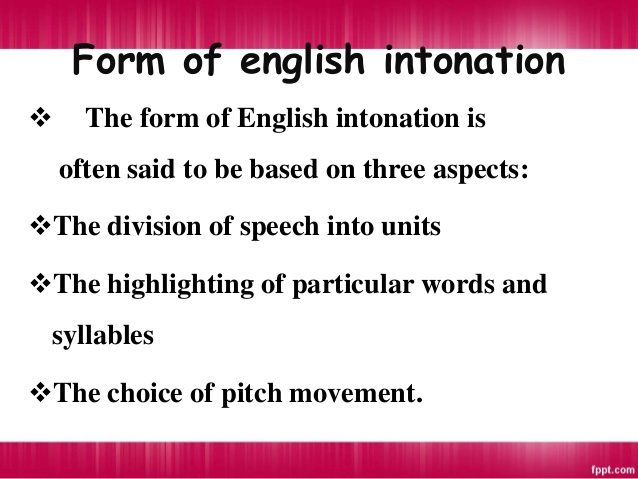 Form of english intonation
❖ The form of English intonation is
often said to be based on three aspects:
❖The division of speech into units
❖The highlighting of particular words and
syllables
❖The choice of pitch movement.
fppt.com